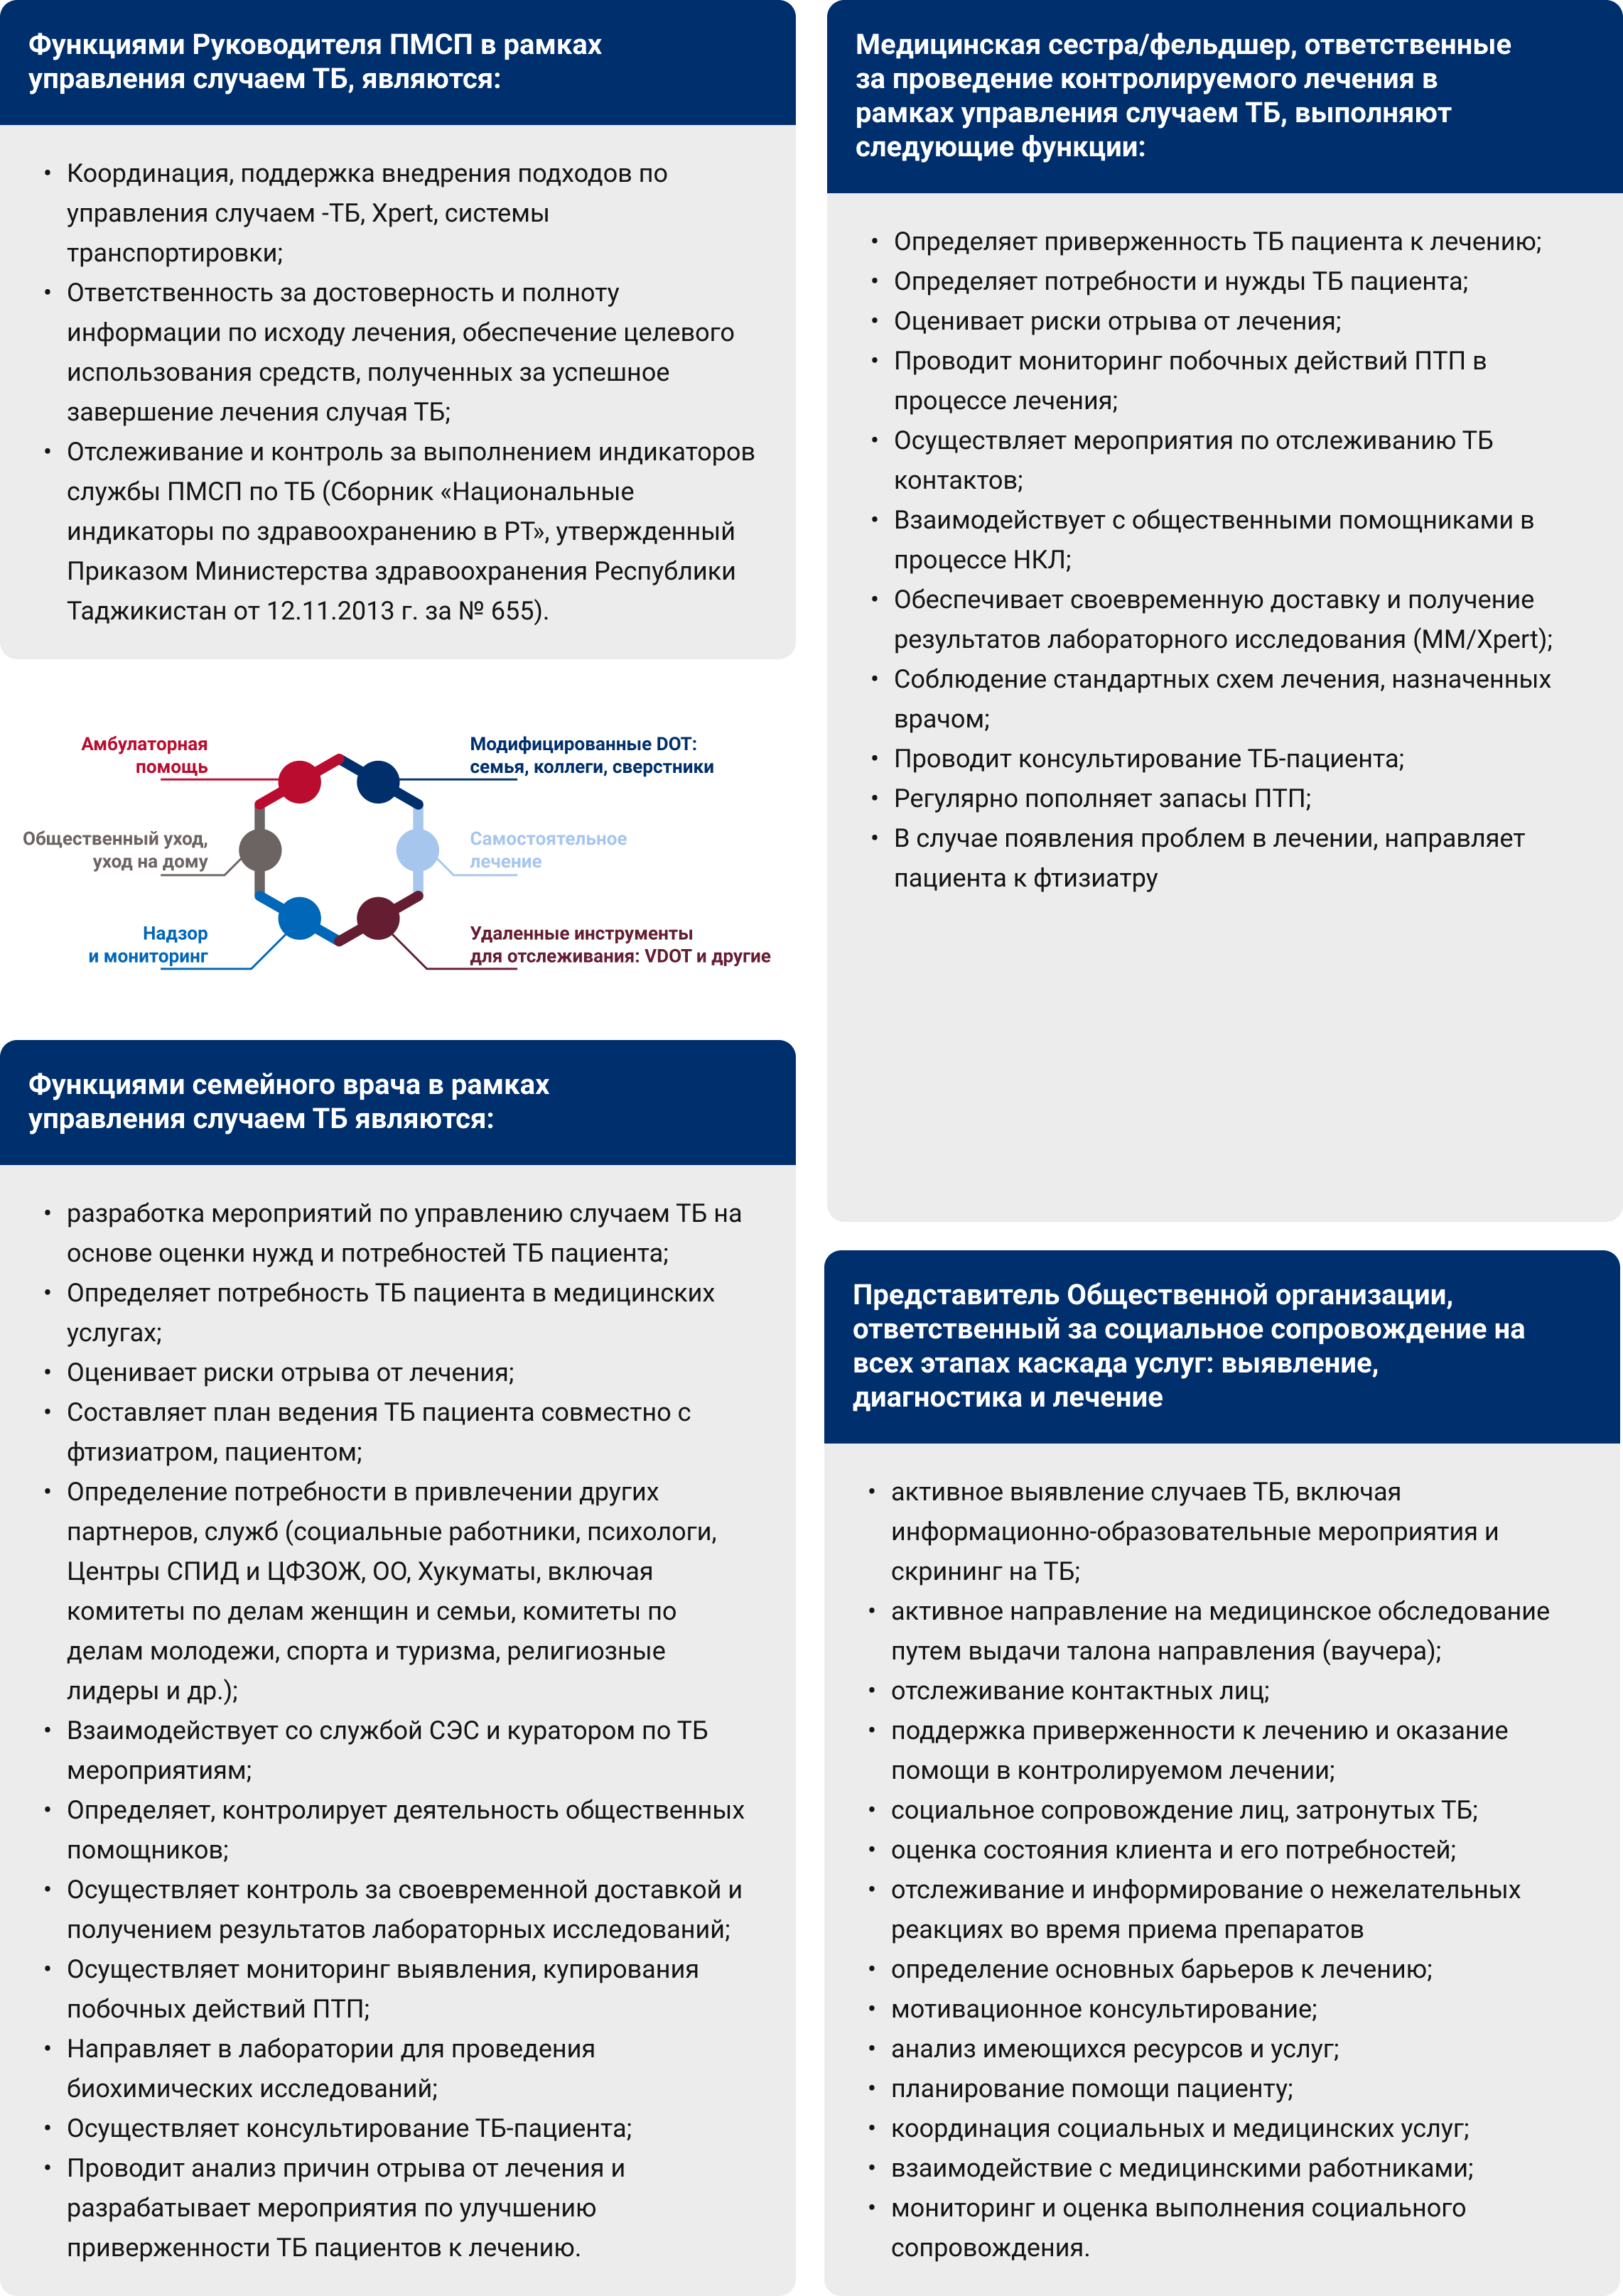 Функциями Руководителя ПМСП в рамках
управления случаем ТБ, являются:
• Координация, поддержка внедрения подходов по
управления случаем -ТБ, Xpert, системы
транспортировки;
• Ответственность за достоверность и полноту
информации по исходу лечения, обеспечение целевого
использования средств, полученных за успешное
завершение лечения случая ТБ;
• Отслеживание и контроль за выполнением индикаторов
службы ПМСП по ТБ (Сборник «Национальные
индикаторы по здравоохранению в РТ», утвержденный
Приказом Министерства здравоохранения Республики
Таджикистан от 12.11.2013 г. за № 655).
Амбулаторная
помощь
Модифицированные DOT:
семья, коллеги, сверстники
Общественный уход,
уход на дому
Самостоятельное
лечение
Надзор
и мониторинг
Удаленные инструменты
для отслеживания: VDOT и другие
Функциями семейного врача в рамках
управления случаем ТБ являются:
• разработка мероприятий по управлению случаем ТБ на
основе оценки нужд и потребностей ТБ пациента;
• Определяет потребность ТБ пациента в медицинских
услугах;
• Оценивает риски отрыва от лечения;
• Составляет план ведения ТБ пациента совместно с
фтизиатром, пациентом;
• Определение потребности в привлечении других
партнеров, служб (социальные работники, психологи,
Центры СПИД и ЦФЗОЖ, ОО, Хукуматы, включая
комитеты по делам женщин и семьи, комитеты по
делам молодежи, спорта и туризма, религиозные
лидеры и др.);
• Взаимодействует со службой СЭС и куратором по ТБ
мероприятиям;
• Определяет, контролирует деятельность общественных
помощников;
• Осуществляет контроль за своевременной доставкой и
получением результатов лабораторных исследований;
• Осуществляет мониторинг выявления, купирования
побочных действий ПТП;
• Направляет в лаборатории для проведения
биохимических исследований;
• Осуществляет консультирование ТБ-пациента;
• Проводит анализ причин отрыва от лечения и
разрабатывает мероприятия по улучшению
приверженности ТБ пациентов к лечению.
Медицинская сестра/фельдшер, ответственные
за проведение контролируемого лечения в
рамках управления случаем ТБ, выполняют
следующие функции:
• Определяет приверженность ТБ пациента к лечению;
• Определяет потребности и нужды ТБ пациента;
• Оценивает риски отрыва от лечения;
• Проводит мониторинг побочных действий ПТП в
процессе лечения;
• Осуществляет мероприятия по отслеживанию ТБ
контактов;
• Взаимодействует с общественными помощниками в
процессе НКЛ;
• Обеспечивает своевременную доставку и получение
результатов лабораторного исследования (ММ/Xpert);
• Соблюдение стандартных схем лечения, назначенных
врачом;
• Проводит консультирование ТБ-пациента;
• Регулярно пополняет запасы ПТП;
• В случае появления проблем в лечении, направляет
пациента к фтизиатру
Представитель Общественной организации,
ответственный за социальное сопровождение на
всех этапах каскада услуг: выявление,
диагностика и лечение
• активное выявление случаев ТБ, включая
информационно-образовательные мероприятия и
скрининг на ТБ;
• активное направление на медицинское обследование
путем выдачи талона направления (ваучера);
• отслеживание контактных лиц;
• поддержка приверженности к лечению и оказание
помощи в контролируемом лечении;
• социальное сопровождение лиц, затронутых ТБ;
• оценка состояния клиента и его потребностей;
• отслеживание и информирование о нежелательных
реакциях во время приема препаратов
• определение основных барьеров к лечению;
• мотивационное консультирование;
• анализ имеющихся ресурсов и услуг;
• планирование помощи пациенту;
• координация социальных и медицинских услуг;
• взаимодействие с медицинскими работниками;
• мониторинг и оценка выполнения социального
сопровождения.